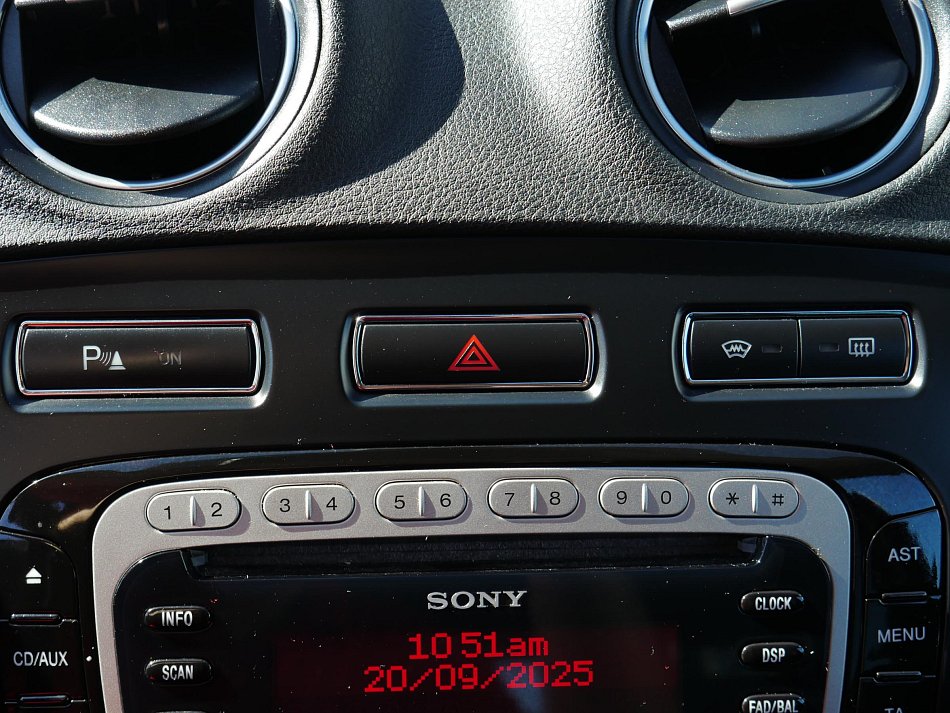 P ON
1 2 3 4 5 6 7 8 9 0 * #
SONY
AST
INFO
CLOCK
10 51am
MENU
CD/AUX
SCAN
20/09/2025
DSP
FAD/BAL
TA